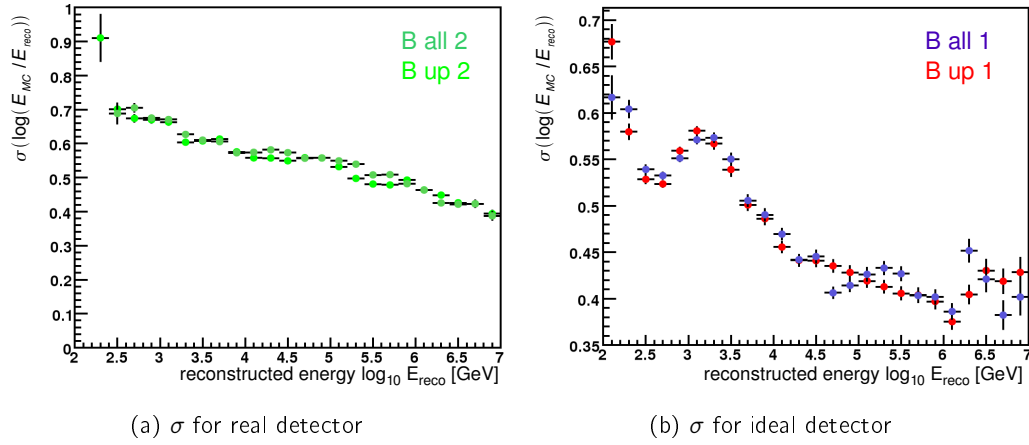 σ (log( E_MC / E_reco))
1
0.9
0.8
0.7
0.6
0.5
0.4
0.3
0.2
0.1
0
B all 2
B up 2
2 2.5 3 3.5 4 4.5 5 5.5 6 6.5 7
reconstructed energy log10 E_reco [GeV]
(a) σ for real detector
σ (log( E_MC / E_reco))
0.7
0.65
0.6
0.55
0.5
0.45
0.4
0.35
B all 1
B up 1
2 2.5 3 3.5 4 4.5 5 5.5 6 6.5 7
reconstructed energy log10 E_reco [GeV]
(b) σ for ideal detector